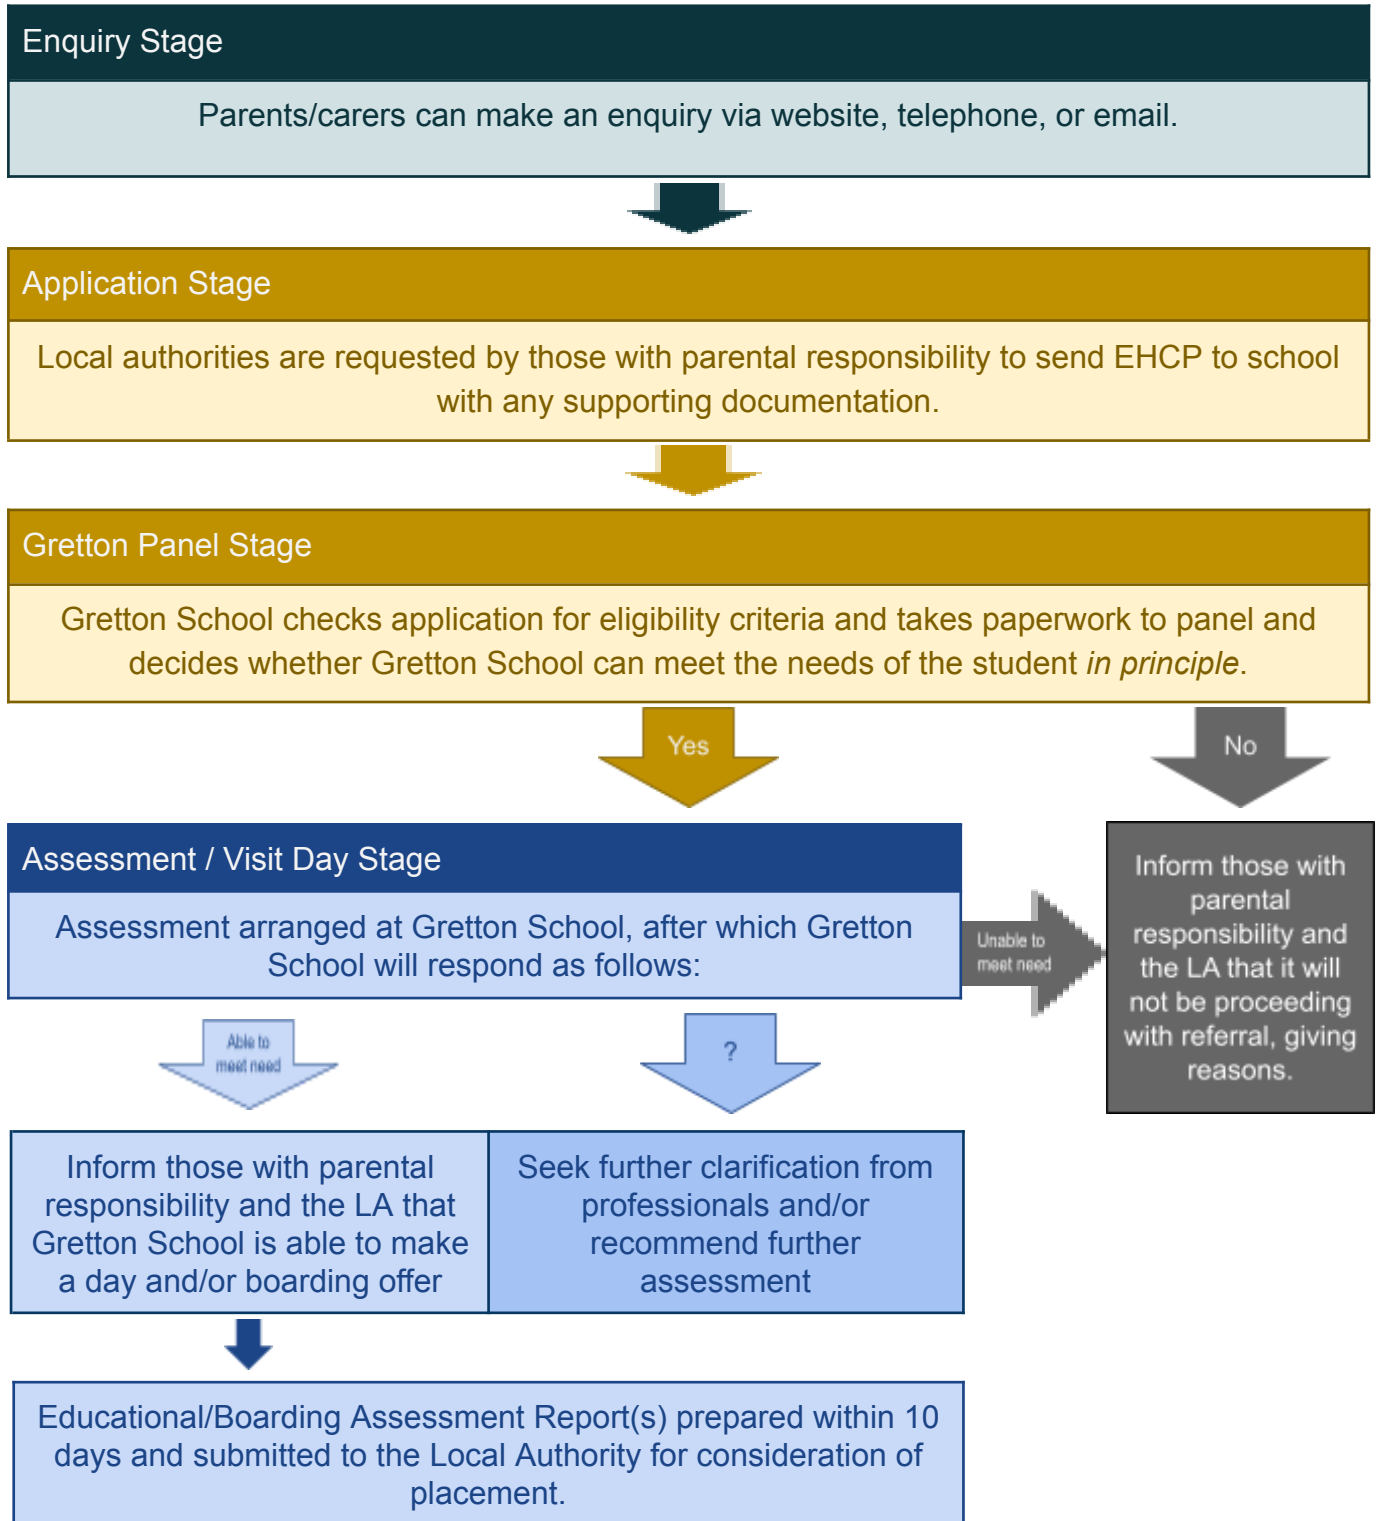 Enquiry Stage
Parents/carers can make an enquiry via website, telephone, or email.
Application Stage
Local authorities are requested by those with parental responsibility to send EHCP to school
with any supporting documentation.
Gretton Panel Stage
Gretton School checks application for eligibility criteria and takes paperwork to panel and
decides whether Gretton School can meet the needs of the student in principle.
Yes
No
Assessment / Visit Day Stage
Assessment arranged at Gretton School, after which Gretton
School will respond as follows:
Unable to
meet need
Inform those with
parental
responsibility and
the LA that it will
not be proceeding
with referral, giving
reasons.
Able to
meet need
?
Inform those with parental
responsibility and the LA that
Gretton School is able to make
a day and/or boarding offer
Seek further clarification from
professionals and/or
recommend further
assessment
Educational/Boarding Assessment Report(s) prepared within 10
days and submitted to the Local Authority for consideration of
placement.